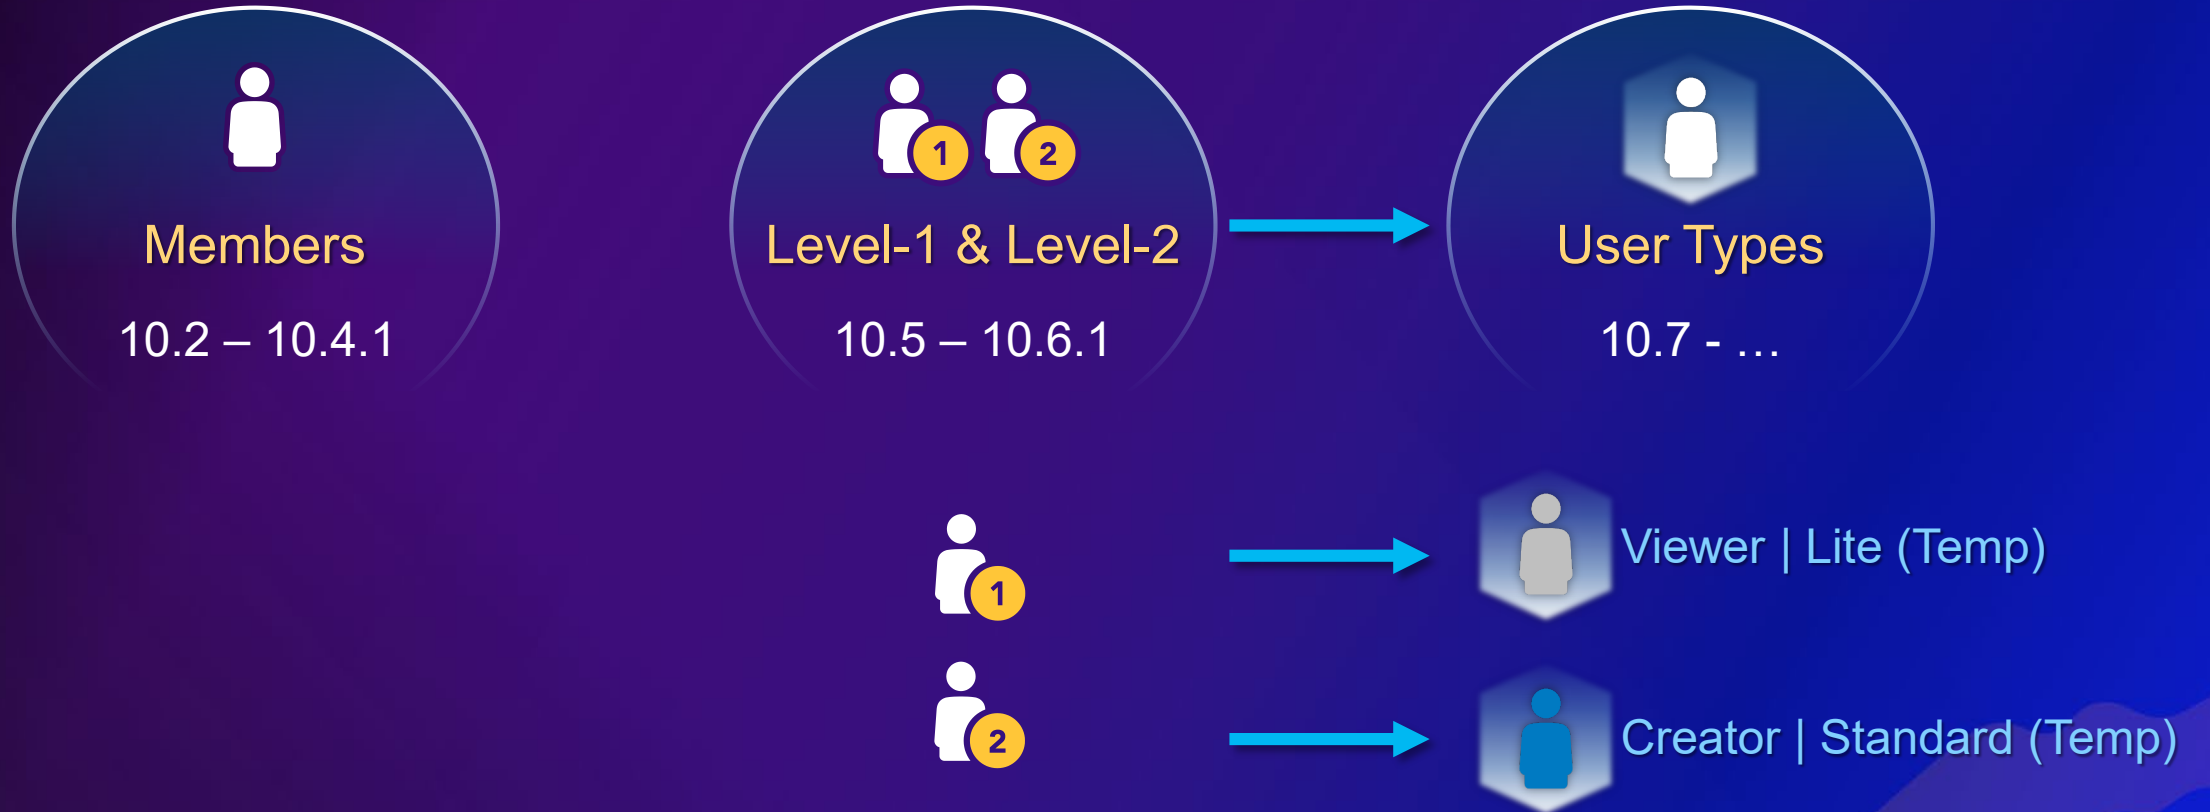 Members
10.2 – 10.4.1
1
2
Level-1 & Level-2
10.5 – 10.6.1
User Types
10.7 - …
1
Viewer | Lite (Temp)
2
Creator | Standard (Temp)